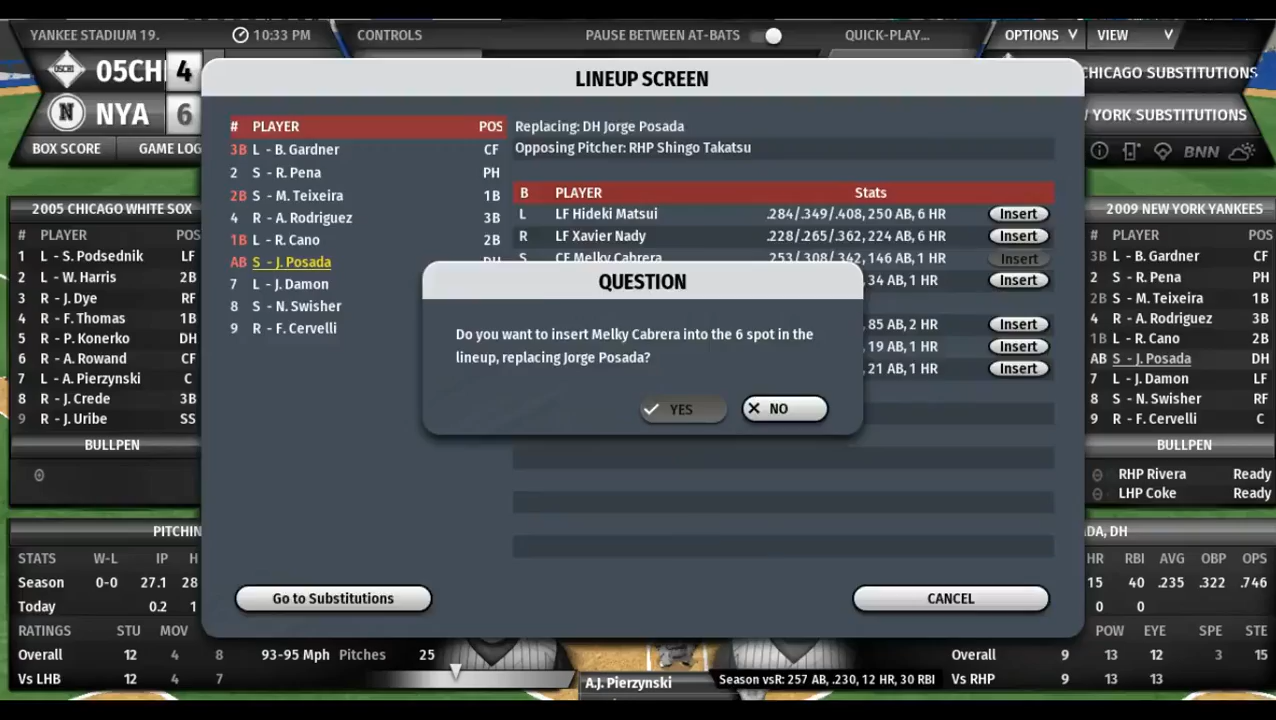 YANKEE STADIUM 19. 10:33 PM CONTROLS PAUSE BETWEEN AT-BATS QUICK-PLAY... OPTIONS VIEW
05CHI 4
NYA 6
BOX SCORE GAME LOG
CHICAGO SUBSTITUTIONS
YORK SUBSTITUTIONS
BNN
LINEUP SCREEN
# PLAYER POS
3B L - B. Gardner CF
2 S - R. Pena PH
2B S - M. Teixeira 1B
4 R - A. Rodriguez 3B
1B L - R. Cano 2B
AB S - J. Posada DH
7 L - J. Damon
8 S - N. Swisher
9 R - F. Cervelli
Replacing: DH Jorge Posada
Opposing Pitcher: RHP Shingo Takatsu
B PLAYER Stats
L LF Hideki Matsui .284/.349/.408, 250 AB, 6 HR Insert
R LF Xavier Nady .228/.265/.362, 224 AB, 6 HR Insert
S CF Melky Cabrera .253/.308/.342, 146 AB, 1 HR Insert
34 AB, 1 HR Insert
, 85 AB, 2 HR Insert
, 19 AB, 1 HR Insert
, 21 AB, 1 HR Insert
QUESTION
Do you want to insert Melky Cabrera into the 6 spot in the
lineup, replacing Jorge Posada?
YES NO
Go to Substitutions CANCEL
2005 CHICAGO WHITE SOX
# PLAYER POS
1 L - S. Podsednik LF
2 L - W. Harris 2B
3 R - J. Dye RF
4 R - F. Thomas 1B
5 R - P. Konerko DH
6 R - A. Rowand CF
7 L - A. Pierzynski C
8 R - J. Crede 3B
9 R - J. Uribe SS
BULLPEN
2009 NEW YORK YANKEES
# PLAYER POS
3B L - B. Gardner CF
2 S - R. Pena PH
2B S - M. Teixeira 1B
4 R - A. Rodriguez 3B
1B L - R. Cano 2B
AB S - J. Posada DH
7 L - J. Damon LF
8 S - N. Swisher RF
9 R - F. Cervelli C
BULLPEN
RHP Rivera Ready
LHP Coke Ready
PITCHIN
STATS W-L IP H
Season 0-0 27.1 28
Today 0.2 1
RATINGS STU MOV
Overall 12 4 8 93-95 Mph Pitches 25
Vs LHB 12 4 7
A.J. Pierzynski
Season vsR: 257 AB, .230, 12 HR, 30 RBI
DA, DH
HR RBI AVG OBP OPS
15 40 .235 .322 .746
0 0
POW EYE SPE STE
Overall 9 13 12 3 15
Vs RHP 9 13 13